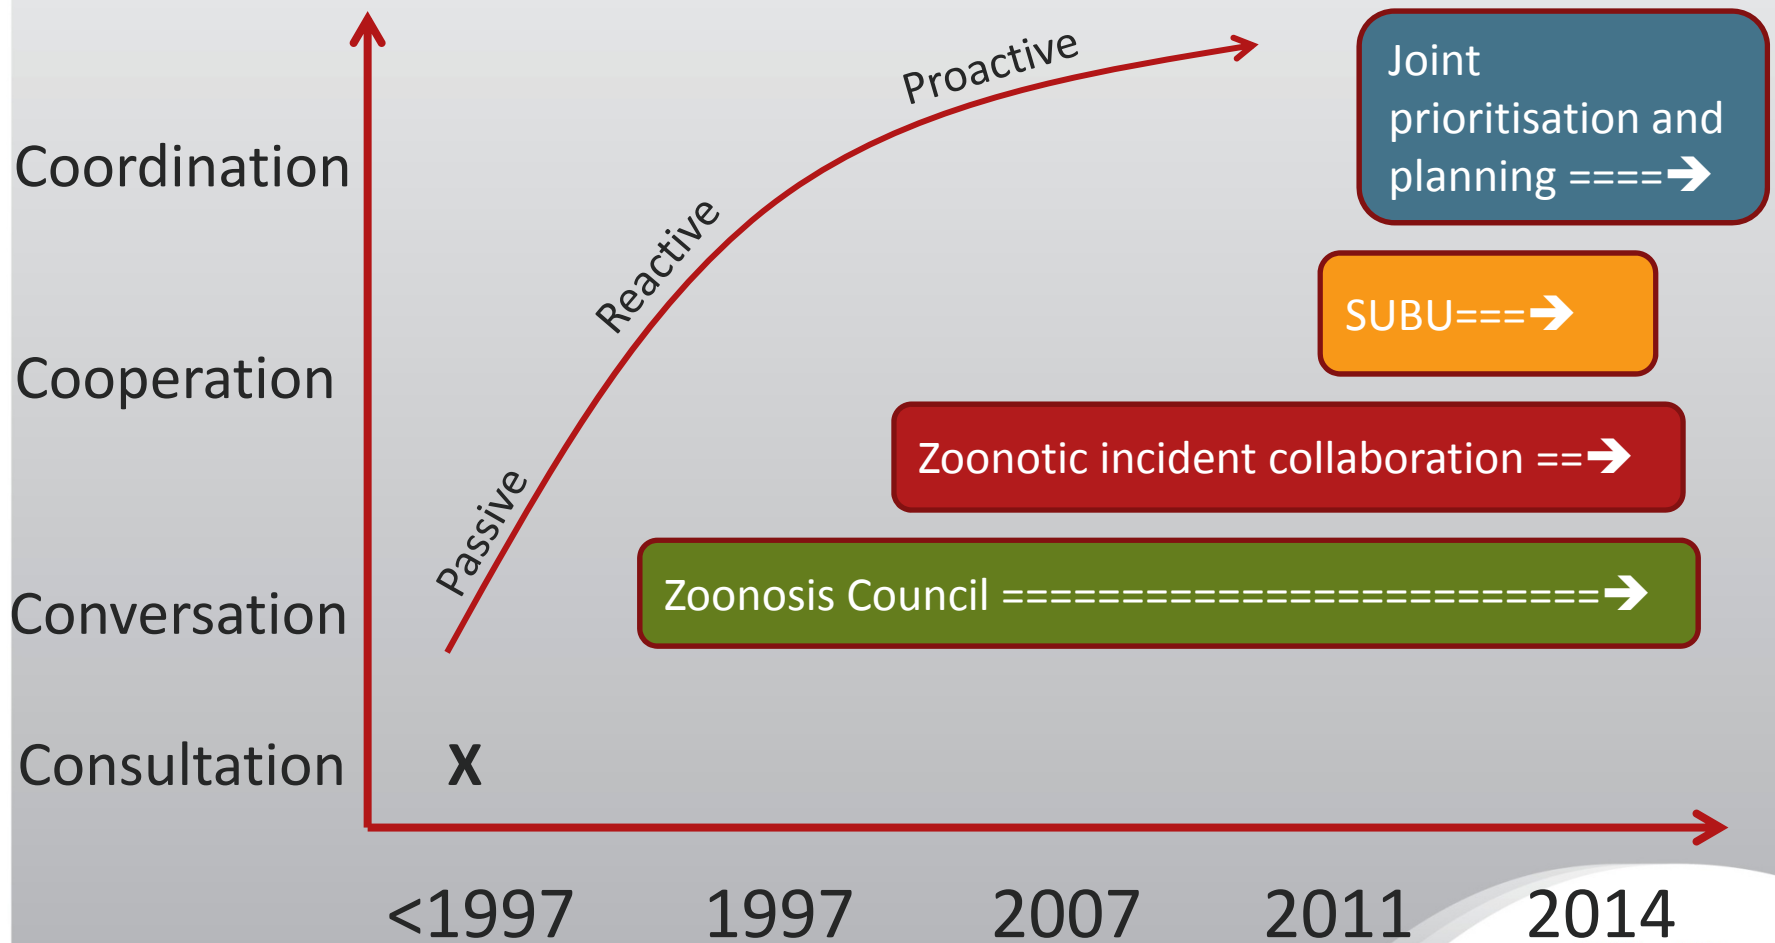 Proactive
Joint
prioritisation and
planning ====➔
Coordination
Reactive
SUBU===➔
Cooperation
Zoonotic incident collaboration ==➔
Passive
Zoonosis Council =========================➔
Conversation
Consultation X
<1997 1997 2007 2011 2014